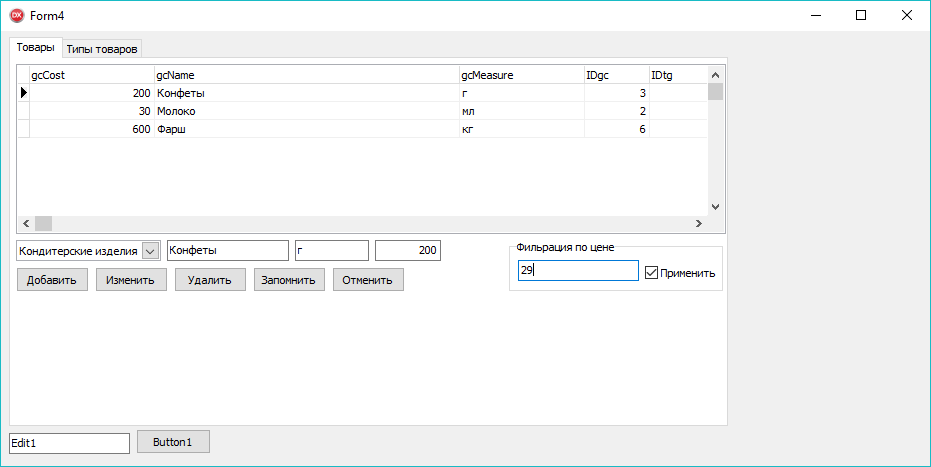 DX Form4
Товары Типы товаров
gcCost gcName gcMeasure IDgc IDtg
200 Конфеты г 3
30 Молоко мл 2
600 Фарш кг 6
Кондитерские изделия Конфеты г 200
Фильрация по цене
29 Применить
Добавить Изменить Удалить Запомнить Отменить
Edit1 Button1